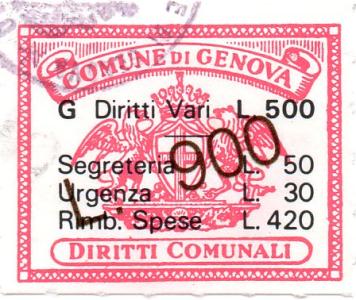 COMUNE DI GENOVA
G Diritti Vari L. 500
L. 900
Segreteria L. 50
Urgenza L. 30
Rimb. Spese L. 420
DIRITTI COMUNALI